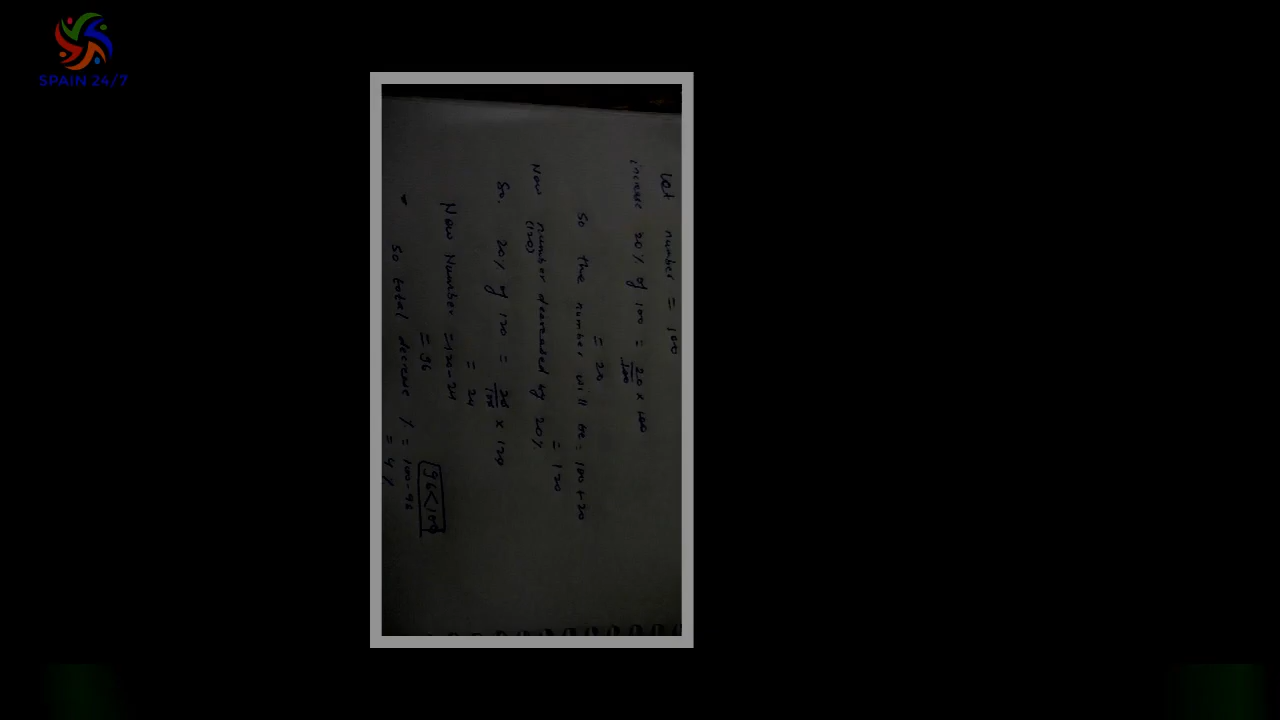 SPAIN 24/7
Let number = 100
increase 20% of 100 = 20/100 x 100
= 20
So the number will be = 100 + 20
= 120
Now number decreased by 20%
(120)
So. 20% of 120 = 20/100 x 120
= 24
Now Number = 120 - 24
= 96
96 < 100
So total decrease % = 100 - 96
= 4%